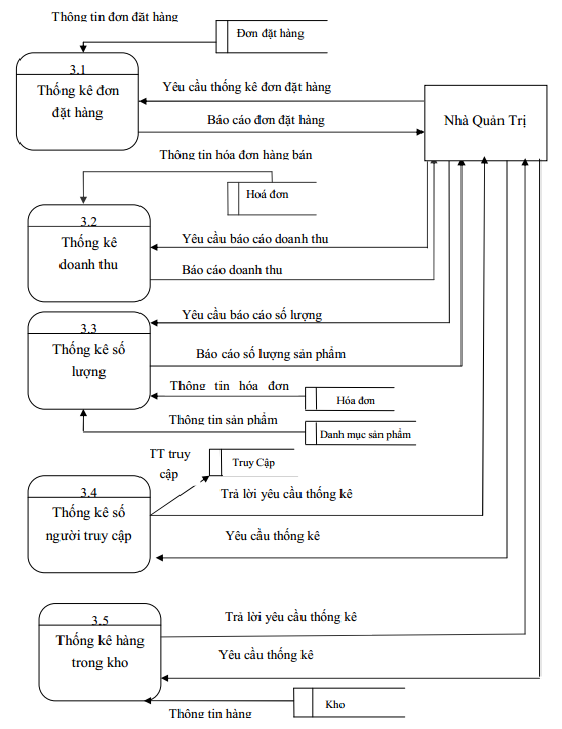 Thông tin đơn đặt hàng
Đơn đặt hàng
3.1
Thống kê đơn
đặt hàng
Yêu cầu thống kê đơn đặt hàng
Báo cáo đơn đặt hàng
Nhà Quản Trị
Thông tin hóa đơn hàng bán
Hoá đơn
3.2
Thống kê
doanh thu
Yêu cầu báo cáo doanh thu
Báo cáo doanh thu
3.3
Thống kê số
lượng
Yêu cầu báo cáo số lượng
Báo cáo số lượng sản phẩm
Thông tin hóa đơn
Hóa đơn
Thông tin sản phẩm
Danh mục sản phẩm
TT truy
cập
Truy Cập
3.4
Thống kê số
người truy cập
Trả lời yêu cầu thống kê
Yêu cầu thống kê
3.5
Thống kê hàng
trong kho
Trả lời yêu cầu thống kê
Yêu cầu thống kê
Thông tin hàng
Kho